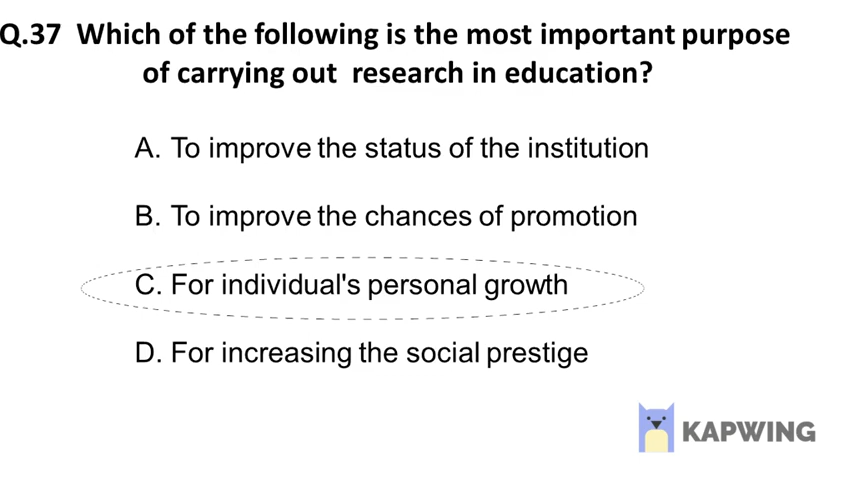 Q.37 Which of the following is the most important purpose
of carrying out research in education?
A. To improve the status of the institution
B. To improve the chances of promotion
C. For individual's personal growth
D. For increasing the social prestige
KAPWING